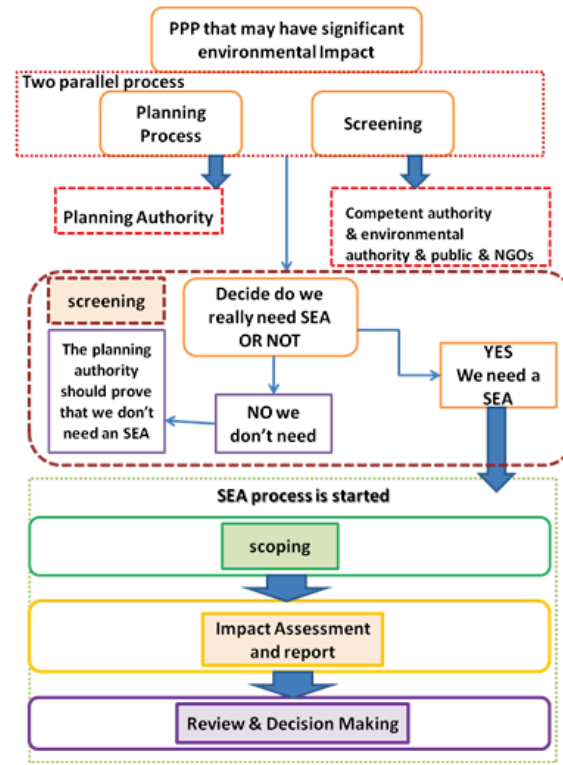 PPP that may have significant
environmental Impact
Two parallel process
Planning
Process
Screening
Planning Authority
Competent authority
& environmental
authority & public & NGOs
screening
Decide do we
really need SEA
OR NOT
The planning
authority
should prove
that we don't
need an SEA
NO we
don't need
YES
We need a
SEA
SEA process is started
scoping
Impact Assessment
and report
Review & Decision Making